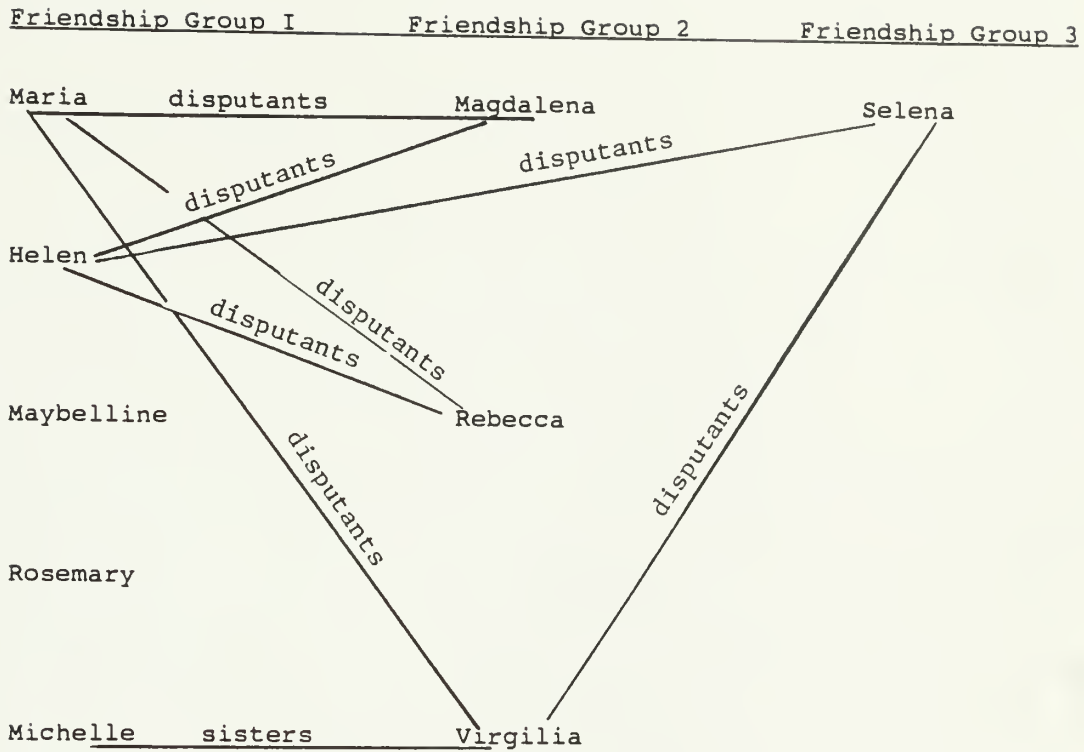 Friendship Group I Friendship Group 2 Friendship Group 3
Maria disputants Magdalena Selena
disputants
disputants
Helen
disputants
disputants
Maybelline Rebecca
disputants
disputants
Rosemary
Michelle sisters Virgilia